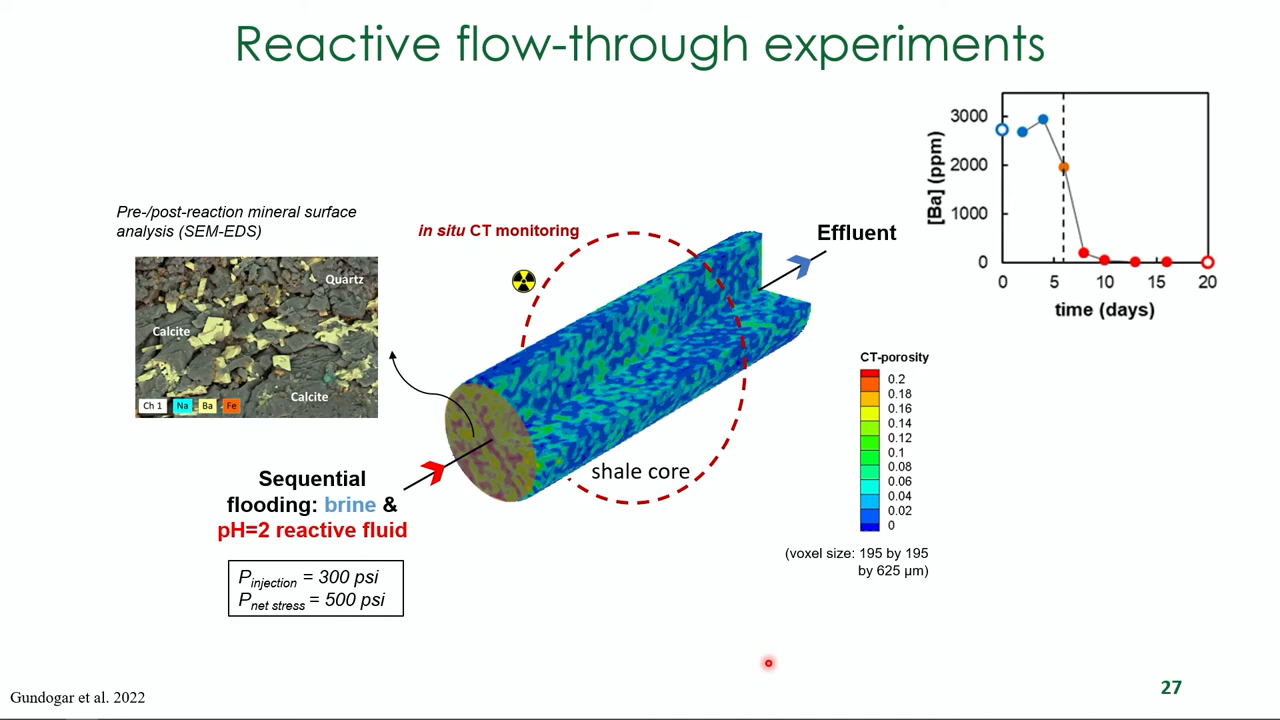 Reactive flow-through experiments
Pre-/post-reaction mineral surface
analysis (SEM-EDS)
Quartz
Calcite
Calcite
Ch 1
Na
Ba
Fe
in situ CT monitoring
Effluent
shale core
Sequential
flooding: brine &
pH=2 reactive fluid
Pinjection = 300 psi
Pnet stress = 500 psi
[Ba] (ppm)
3000
2000
1000
0
0 5 10 15 20
time (days)
CT-porosity
0.2
0.18
0.16
0.14
0.12
0.1
0.08
0.06
0.04
0.02
0
(voxel size: 195 by 195
by 625 µm)
Gundogar et al. 2022
27